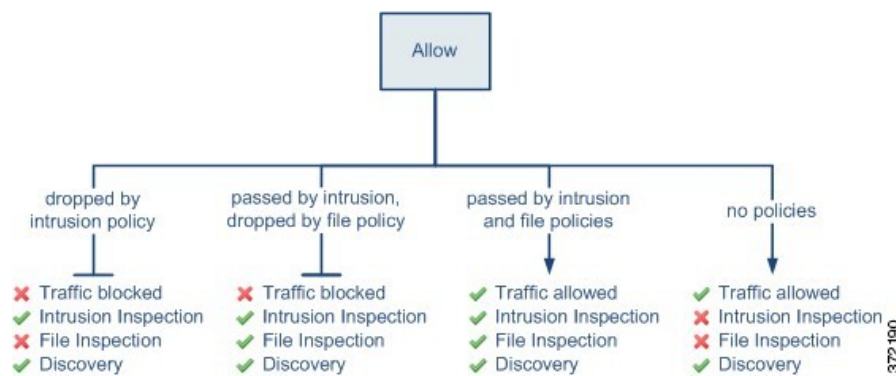 Allow
dropped by
intrusion policy
passed by intrusion,
dropped by file policy
passed by intrusion
and file policies
no policies
Traffic blocked
Intrusion Inspection
File Inspection
Discovery
Traffic blocked
Intrusion Inspection
File Inspection
Discovery
Traffic allowed
Intrusion Inspection
File Inspection
Discovery
Traffic allowed
Intrusion Inspection
File Inspection
Discovery
372190